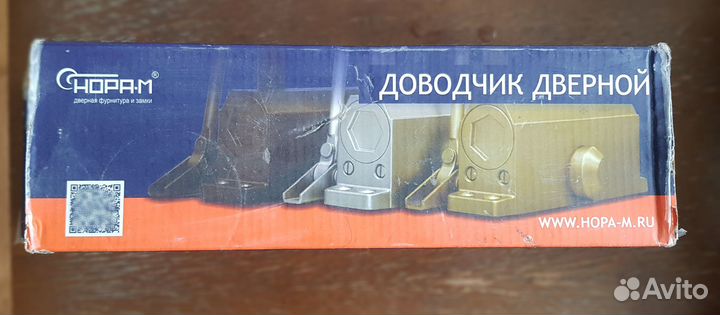 НОРА-М®
дверная фурнитура и замки
ДОВОДЧИК ДВЕРНОЙ
WWW.НОРА-М.RU
Avito